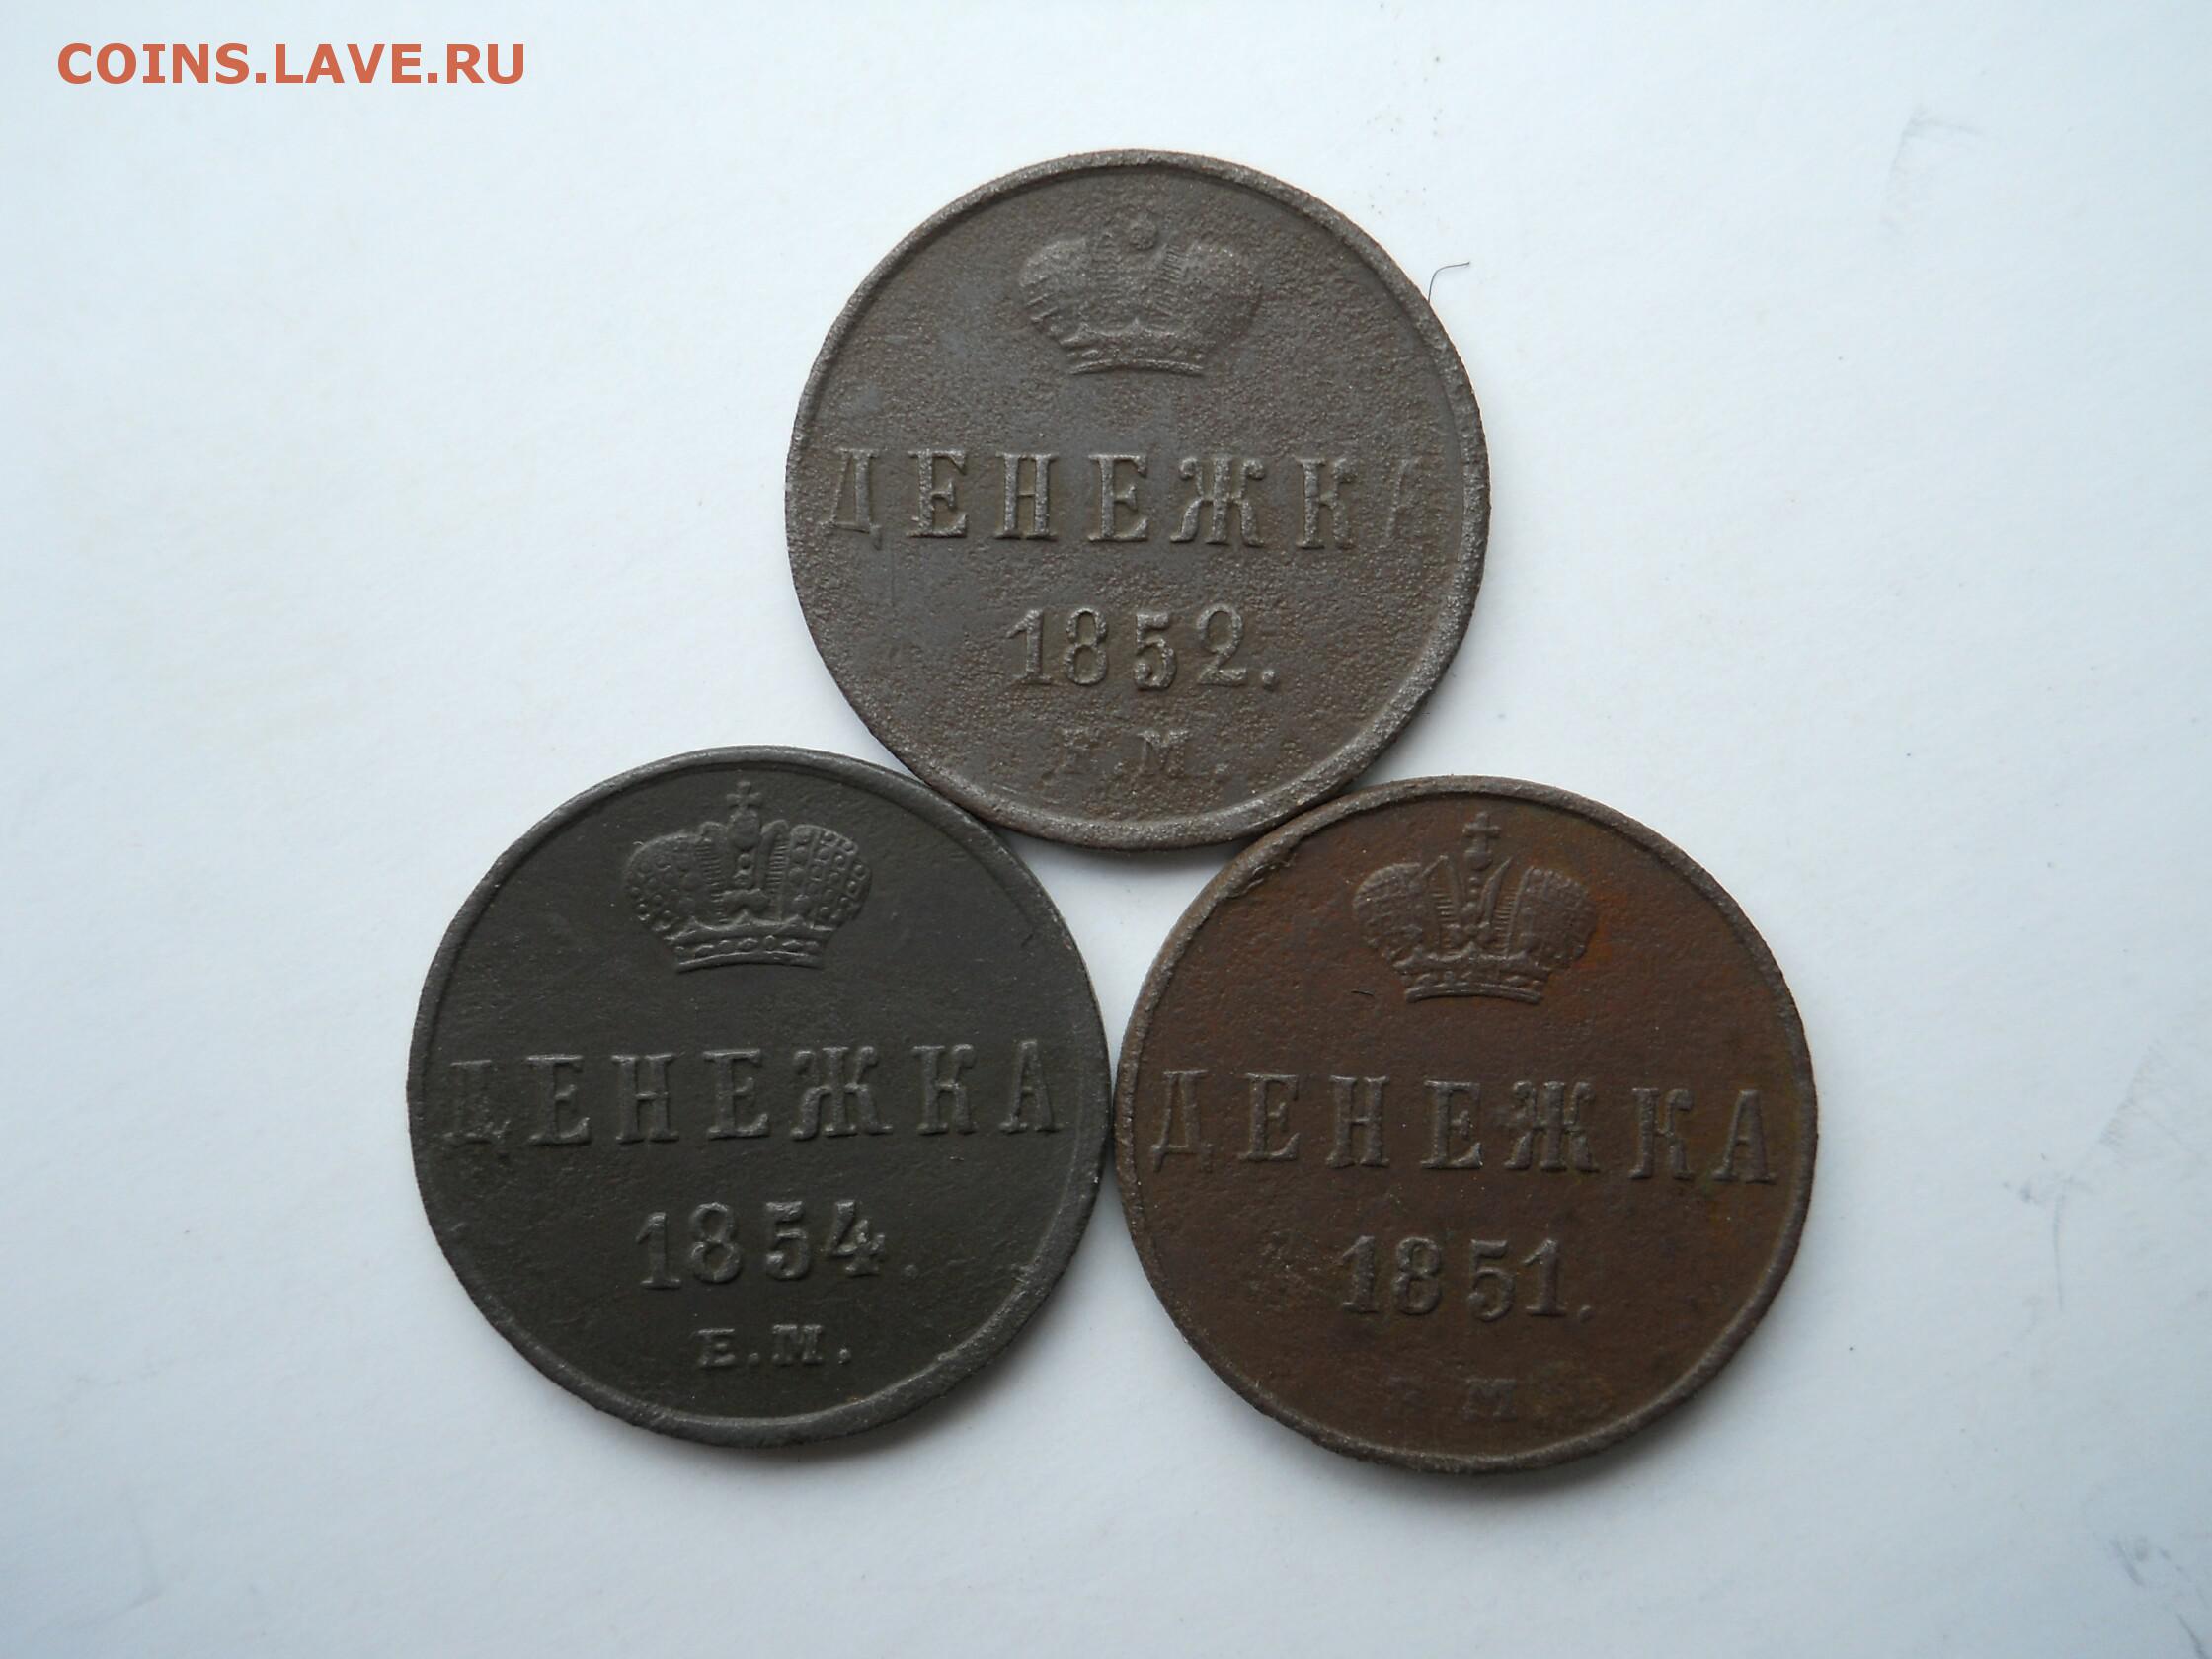 COINS.LAVE.RU
ДЕНЕЖКА
1852.
Е.М.
ДЕНЕЖКА
1854.
Е.М.
ДЕНЕЖКА
1851.
М